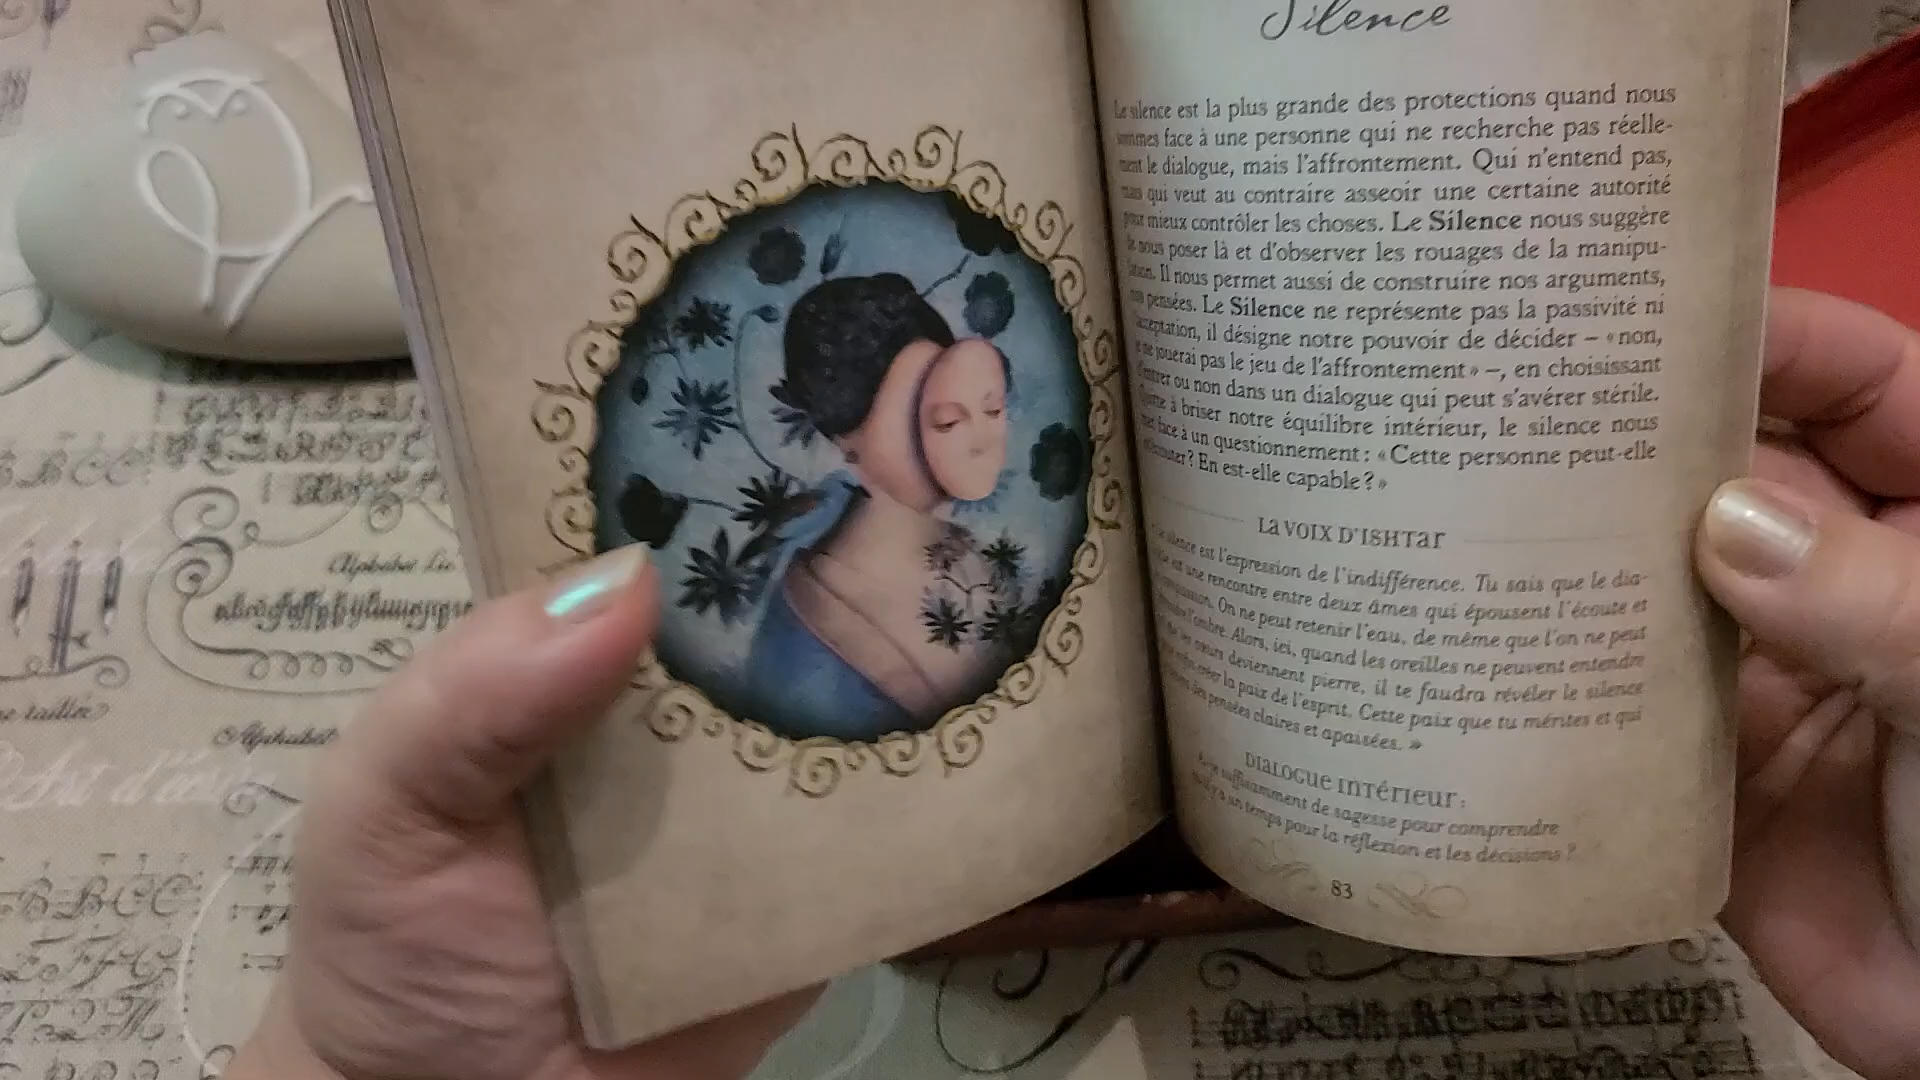 Silence
Le silence est la plus grande des protections quand nous
sommes face à une personne qui ne recherche pas réelle-
ment le dialogue, mais l'affrontement. Qui n'entend pas,
mais qui veut au contraire asseoir une certaine autorité
pour mieux contrôler les choses. Le Silence nous suggère
de nous poser là et d'observer les rouages de la manipu-
lation. Il nous permet aussi de construire nos arguments,
nos pensées. Le Silence ne représente pas la passivité ni
l'acceptation, il désigne notre pouvoir de décider – « non,
je ne jouerai pas le jeu de l'affrontement » –, en choisissant
d'entrer ou non dans un dialogue qui peut s'avérer stérile.
Quitte à briser notre équilibre intérieur, le silence nous
met face à un questionnement : « Cette personne peut-elle
m'écouter ? En est-elle capable ? »
La VOIX D'ISHTar
silence est l'expression de l'indifférence. Tu sais que le dia-
est une rencontre entre deux âmes qui épousent l'écoute et
On ne peut retenir l'eau, de même que l'on ne peut
l'ombre. Alors, ici, quand les oreilles ne peuvent entendre
deviennent pierre, il te faudra révéler le silence
la paix de l'esprit. Cette paix que tu mérites et qui
des pensées claires et apaisées. »
DIALOGUE INTÉRIEUR :
suffisamment de sagesse pour comprendre
un temps pour la réflexion et les décisions ?
83
Alphabet
Alphabet
Art